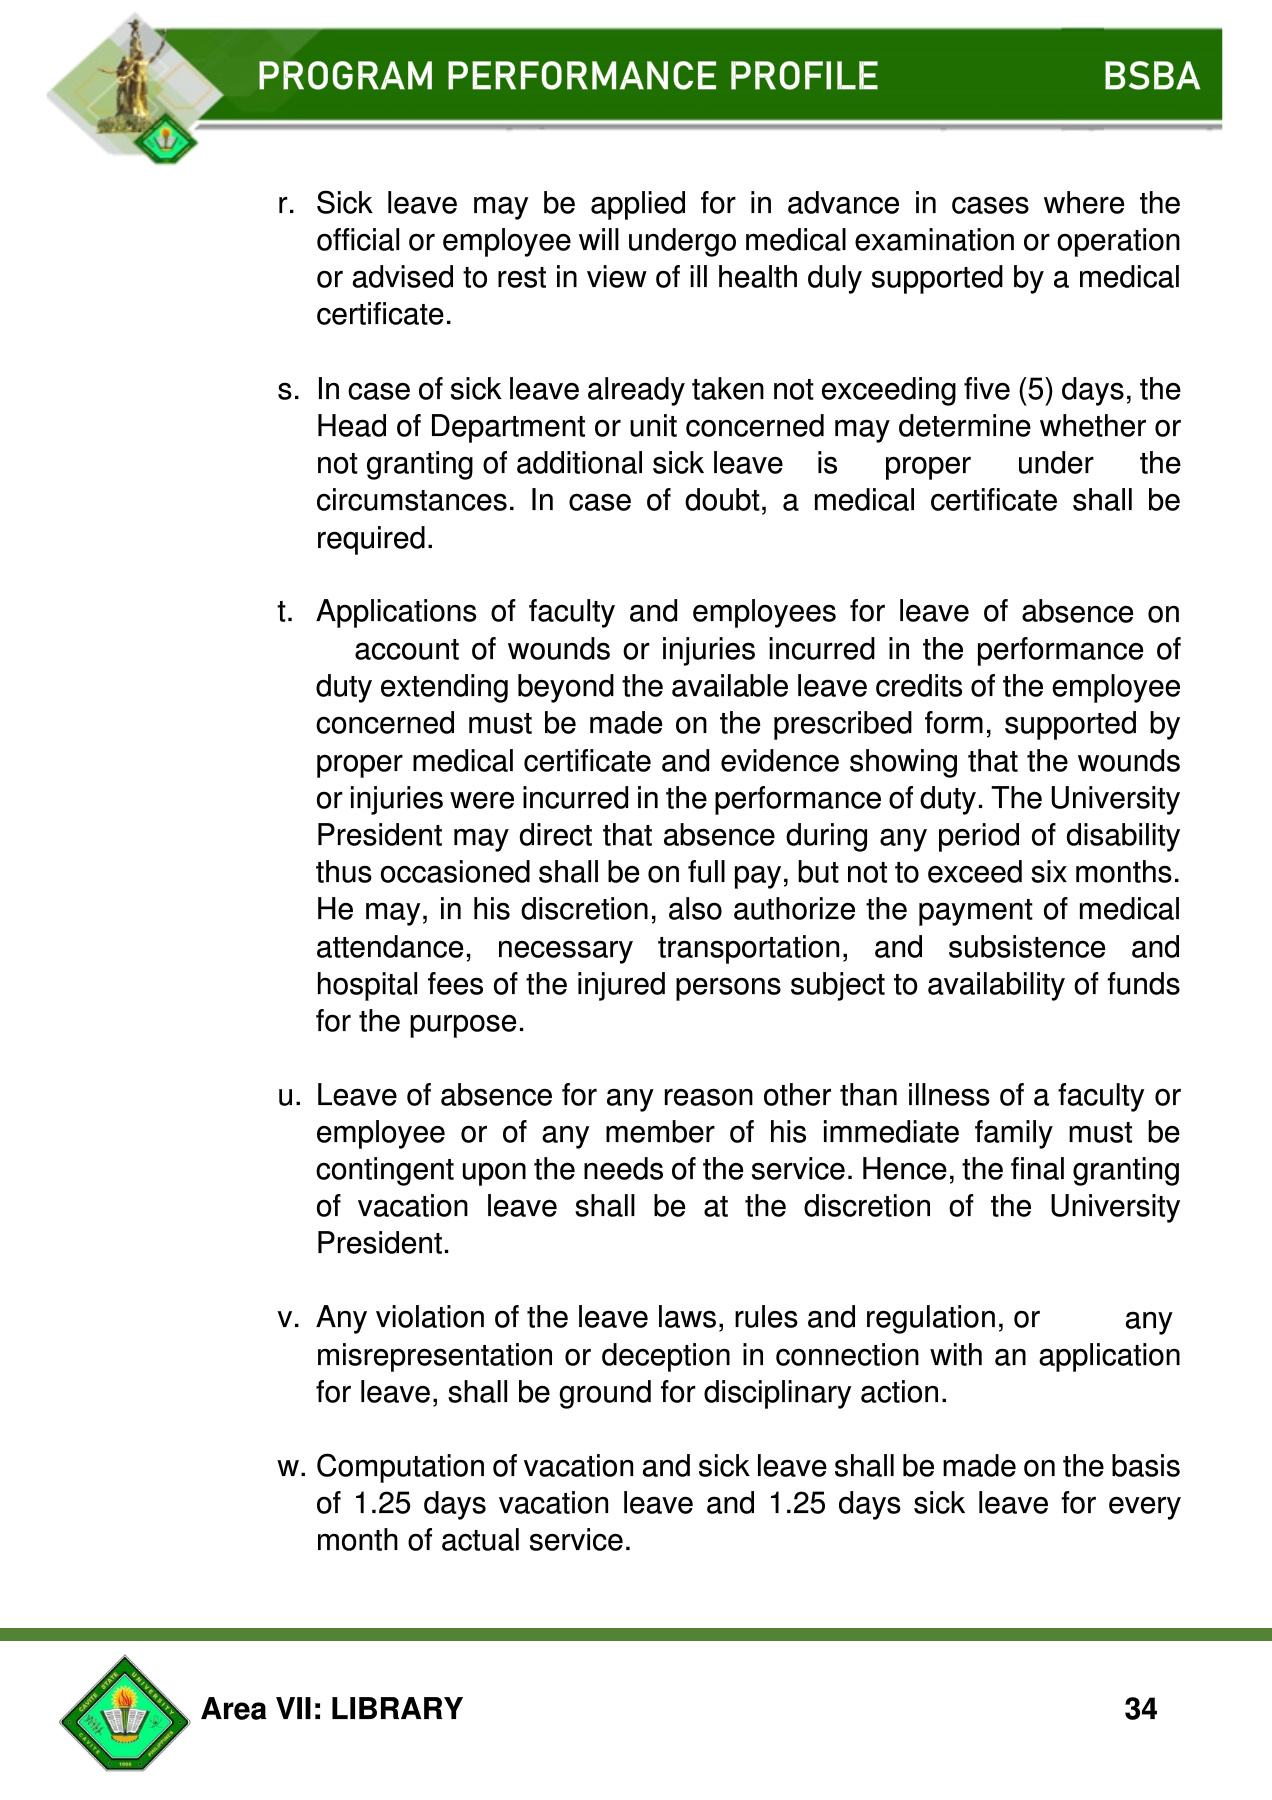 PROGRAM PERFORMANCE PROFILE BSBA
r. Sick leave may be applied for in advance in cases where the
official or employee will undergo medical examination or operation
or advised to rest in view of ill health duly supported by a medical
certificate.
s. In case of sick leave already taken not exceeding five (5) days, the
Head of Department or unit concerned may determine whether or
not granting of additional sick leave is proper under the
circumstances. In case of doubt, a medical certificate shall be
required.
t. Applications of faculty and employees for leave of absence on
account of wounds or injuries incurred in the performance of
duty extending beyond the available leave credits of the employee
concerned must be made on the prescribed form, supported by
proper medical certificate and evidence showing that the wounds
or injuries were incurred in the performance of duty. The University
President may direct that absence during any period of disability
thus occasioned shall be on full pay, but not to exceed six months.
He may, in his discretion, also authorize the payment of medical
attendance, necessary transportation, and subsistence and
hospital fees of the injured persons subject to availability of funds
for the purpose.
u. Leave of absence for any reason other than illness of a faculty or
employee or of any member of his immediate family must be
contingent upon the needs of the service. Hence, the final granting
of vacation leave shall be at the discretion of the University
President.
v. Any violation of the leave laws, rules and regulation, or any
misrepresentation or deception in connection with an application
for leave, shall be ground for disciplinary action.
w. Computation of vacation and sick leave shall be made on the basis
of 1.25 days vacation leave and 1.25 days sick leave for every
month of actual service.
CAVITE STATE UNIVERSITY
CAVITE PHILIPPINES
1906
Area VII: LIBRARY 34